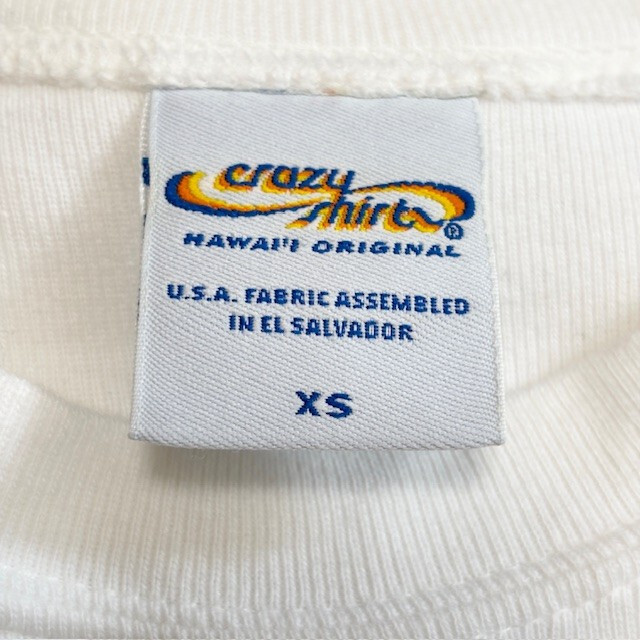 crazy
shirts®
HAWAI'I ORIGINAL
U.S.A. FABRIC ASSEMBLED
IN EL SALVADOR
XS